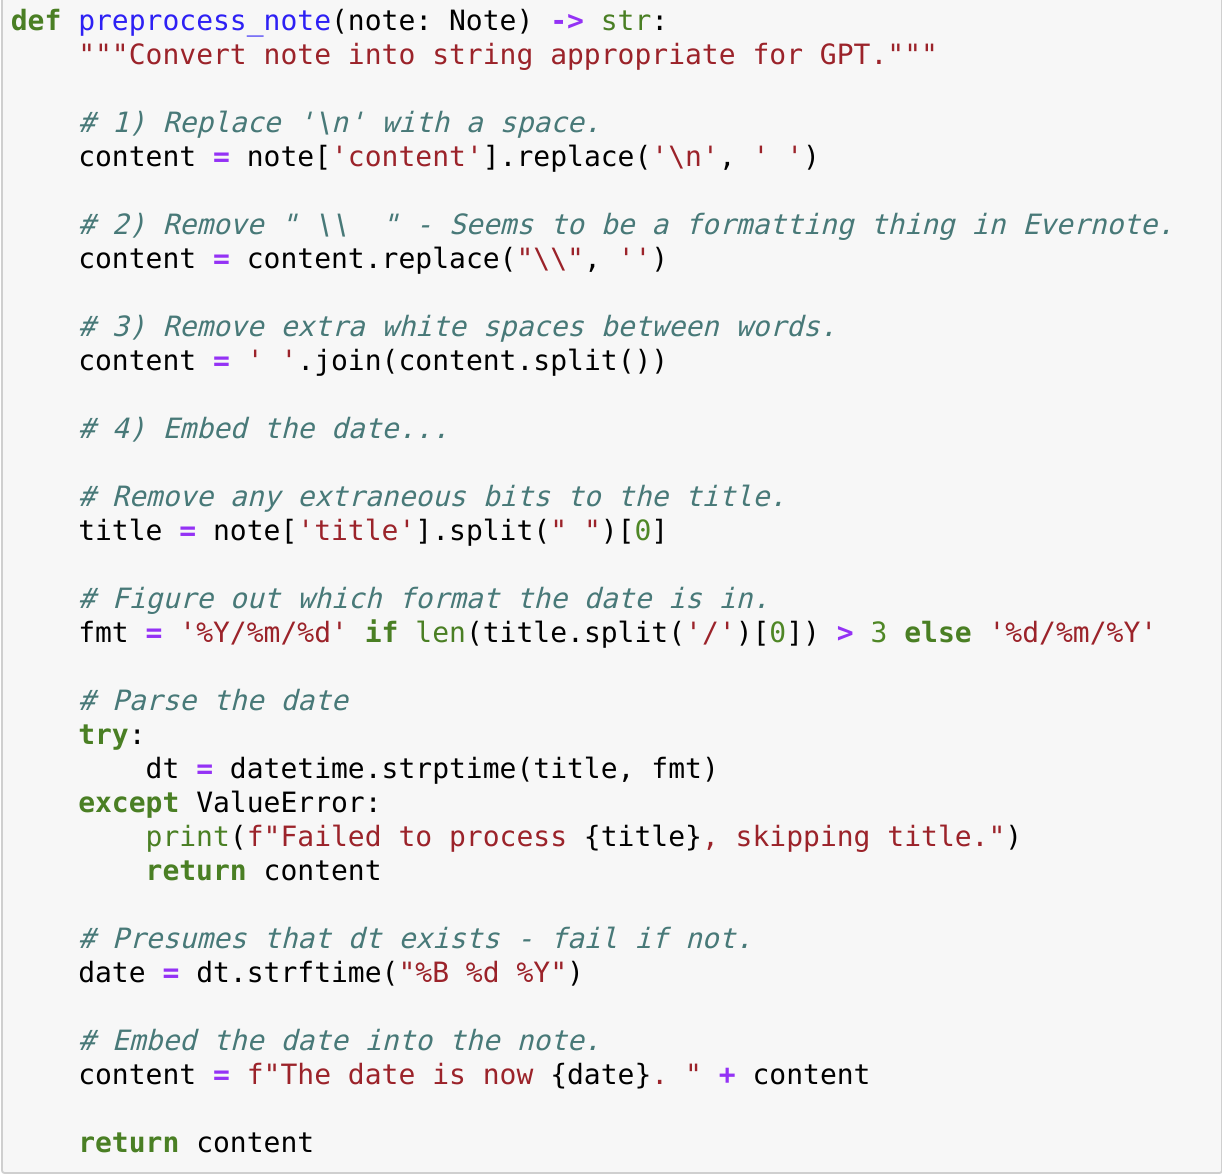 def preprocess_note(note: Note) -> str:
    """Convert note into string appropriate for GPT."""

    # 1) Replace '\n' with a space.
    content = note['content'].replace('\n', ' ')

    # 2) Remove " \\  " - Seems to be a formatting thing in Evernote.
    content = content.replace("\\", '')

    # 3) Remove extra white spaces between words.
    content = ' '.join(content.split())

    # 4) Embed the date...

    # Remove any extraneous bits to the title.
    title = note['title'].split(" ")[0]

    # Figure out which format the date is in.
    fmt = '%Y/%m/%d' if len(title.split('/')[0]) > 3 else '%d/%m/%Y'

    # Parse the date
    try:
        dt = datetime.strptime(title, fmt)
    except ValueError:
        print(f"Failed to process {title}, skipping title.")
        return content

    # Presumes that dt exists - fail if not.
    date = dt.strftime("%B %d %Y")

    # Embed the date into the note.
    content = f"The date is now {date}. " + content

    return content